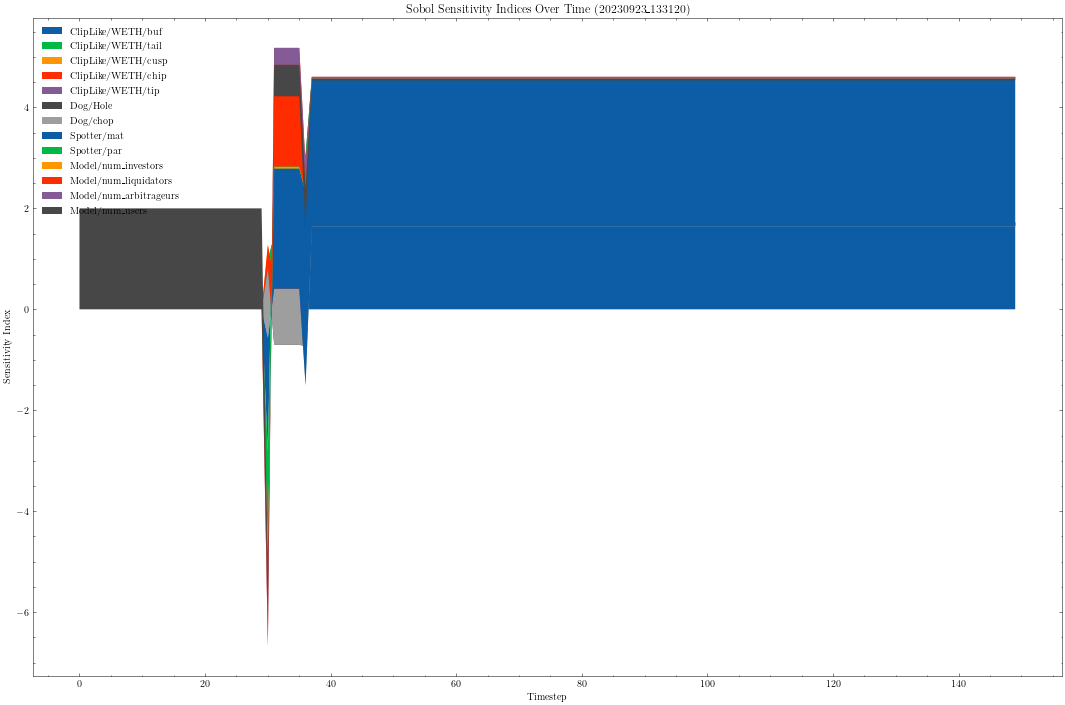 Sobol Sensitivity Indices Over Time (20230923_133120)
ClipLike/WETH/buf
ClipLike/WETH/tail
ClipLike/WETH/cusp
ClipLike/WETH/chip
ClipLike/WETH/tip
Dog/Hole
Dog/chop
Spotter/mat
Spotter/par
Model/num_investors
Model/num_liquidators
Model/num_arbitrageurs
Model/num_users
Sensitivity Index
4
2
0
−2
−4
−6
0 20 40 60 80 100 120 140
Timestep